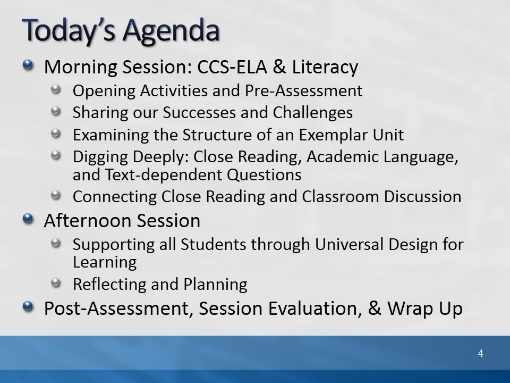 Today's Agenda
Morning Session: CCS-ELA & Literacy
Opening Activities and Pre-Assessment
Sharing our Successes and Challenges
Examining the Structure of an Exemplar Unit
Digging Deeply: Close Reading, Academic Language,
and Text-dependent Questions
Connecting Close Reading and Classroom Discussion
Afternoon Session
Supporting all Students through Universal Design for
Learning
Reflecting and Planning
Post-Assessment, Session Evaluation, & Wrap Up
4